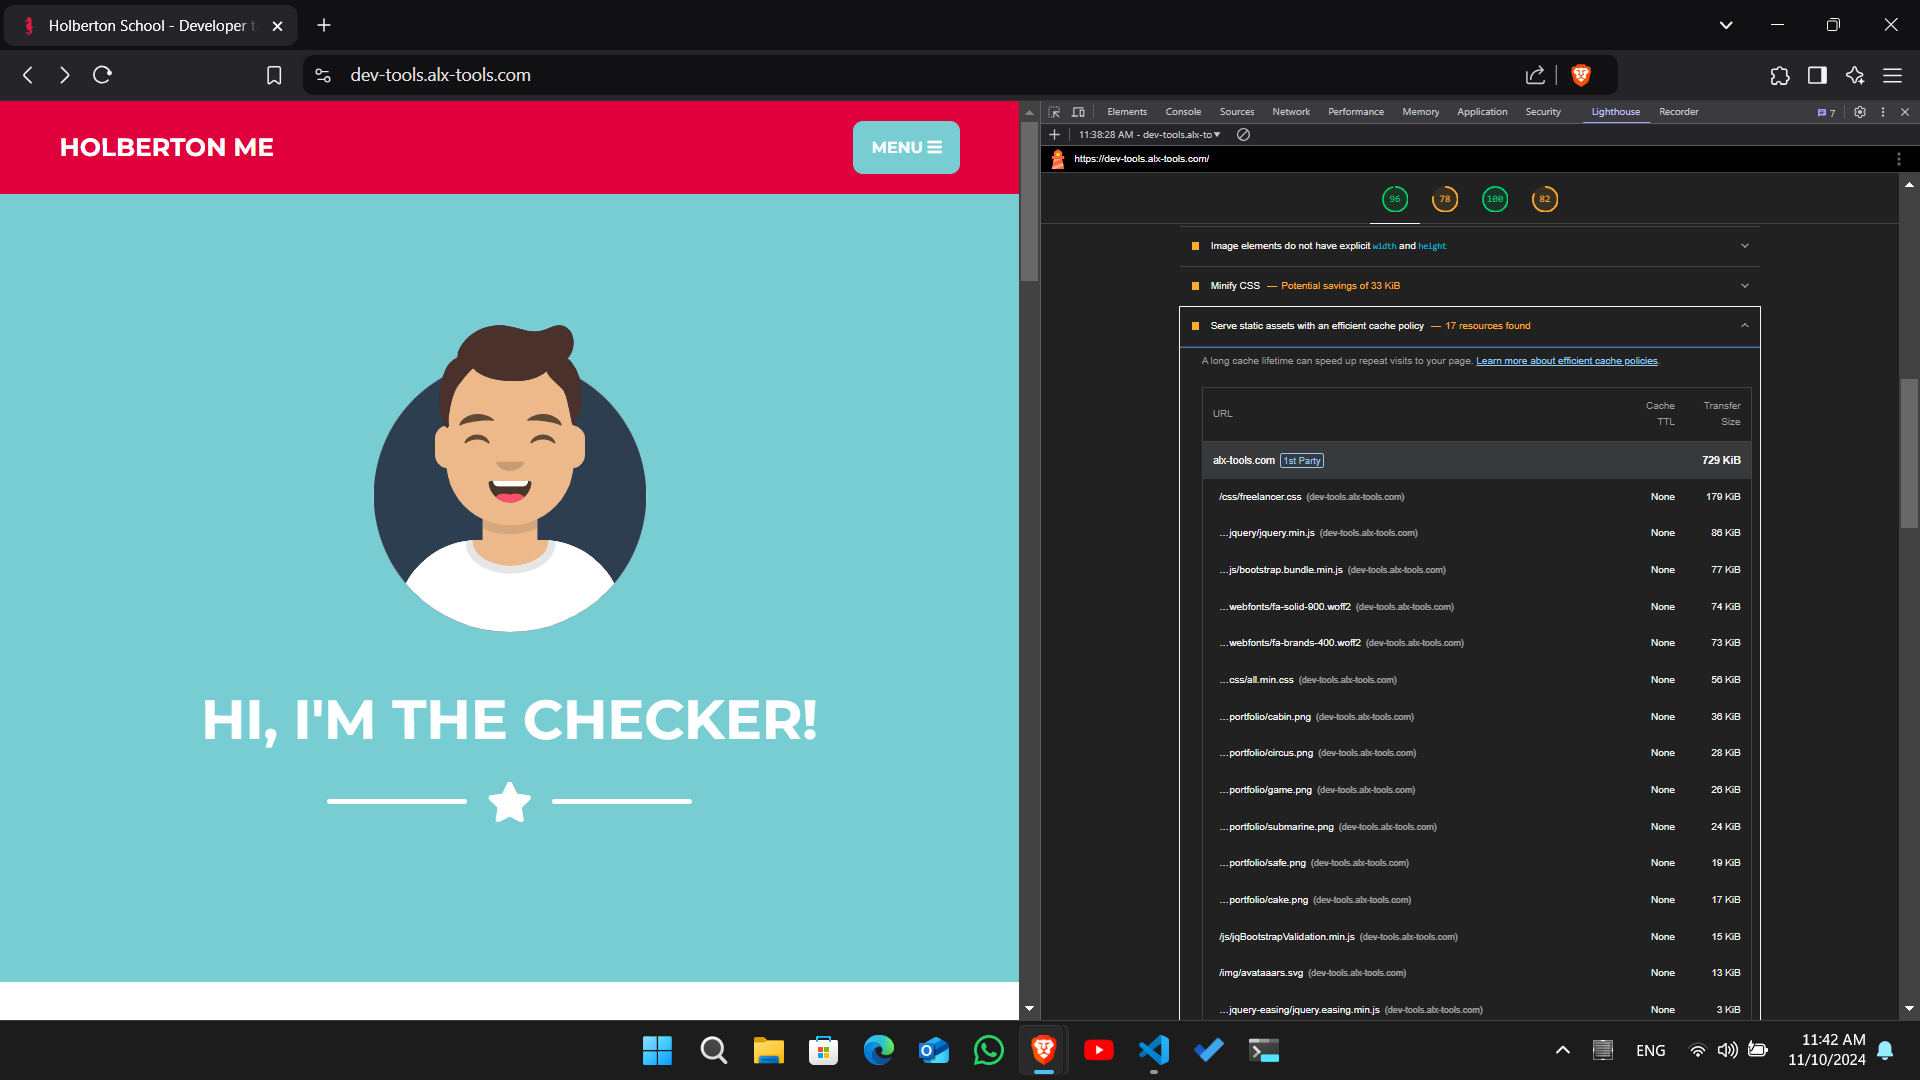 Holberton School - Developer t
dev-tools.alx-tools.com
HOLBERTON ME
MENU
HI, I'M THE CHECKER!
Elements Console Sources Network Performance Memory Application Security Lighthouse Recorder 7
11:38:28 AM - dev-tools.alx-to
https://dev-tools.alx-tools.com/
96 78 100 82
Image elements do not have explicit width and height
Minify CSS — Potential savings of 33 KiB
Serve static assets with an efficient cache policy — 17 resources found
A long cache lifetime can speed up repeat visits to your page. Learn more about efficient cache policies.
URL Cache TTL Transfer Size
alx-tools.com 1st Party 729 KiB
/css/freelancer.css (dev-tools.alx-tools.com) None 179 KiB
…jquery/jquery.min.js (dev-tools.alx-tools.com) None 86 KiB
…js/bootstrap.bundle.min.js (dev-tools.alx-tools.com) None 77 KiB
…webfonts/fa-solid-900.woff2 (dev-tools.alx-tools.com) None 74 KiB
…webfonts/fa-brands-400.woff2 (dev-tools.alx-tools.com) None 73 KiB
…css/all.min.css (dev-tools.alx-tools.com) None 56 KiB
…portfolio/cabin.png (dev-tools.alx-tools.com) None 36 KiB
…portfolio/circus.png (dev-tools.alx-tools.com) None 28 KiB
…portfolio/game.png (dev-tools.alx-tools.com) None 26 KiB
…portfolio/submarine.png (dev-tools.alx-tools.com) None 24 KiB
…portfolio/safe.png (dev-tools.alx-tools.com) None 19 KiB
…portfolio/cake.png (dev-tools.alx-tools.com) None 17 KiB
/js/jqBootstrapValidation.min.js (dev-tools.alx-tools.com) None 15 KiB
/img/avataaars.svg (dev-tools.alx-tools.com) None 13 KiB
…jquery-easing/jquery.easing.min.js (dev-tools.alx-tools.com) None 3 KiB
ENG
11:42 AM
11/10/2024